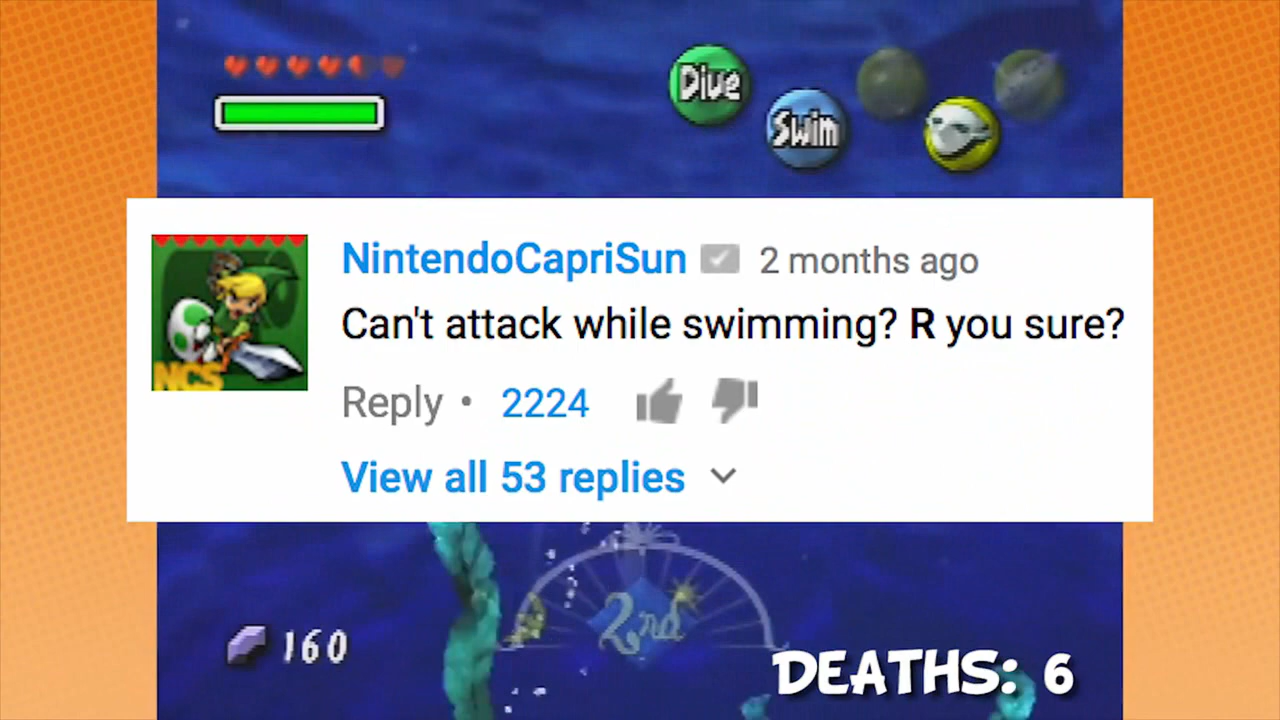 Dive
Swim
NintendoCapriSun 2 months ago
Can't attack while swimming? R you sure?
NCS
Reply • 2224
View all 53 replies
2nd
160
DEATHS: 6